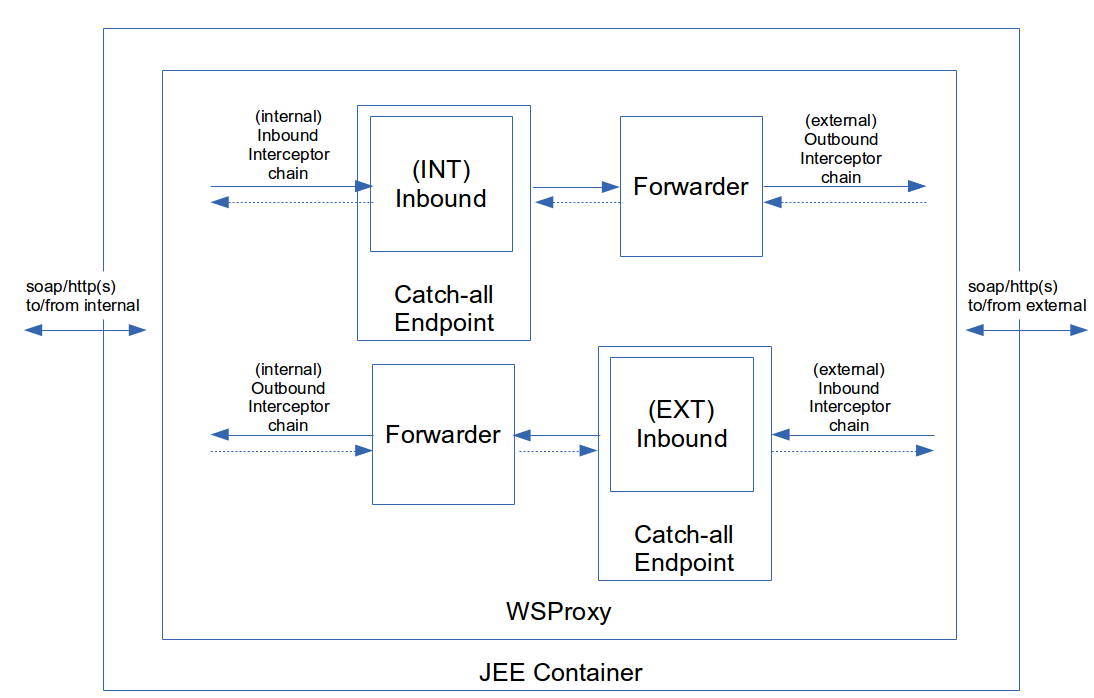 (internal)
Inbound
Interceptor
chain
(INT)
Inbound
Catch-all
Endpoint
Forwarder
(external)
Outbound
Interceptor
chain
soap/http(s)
to/from internal
soap/http(s)
to/from external
(internal)
Outbound
Interceptor
chain
Forwarder
(EXT)
Inbound
Catch-all
Endpoint
(external)
Inbound
Interceptor
chain
WSProxy
JEE Container